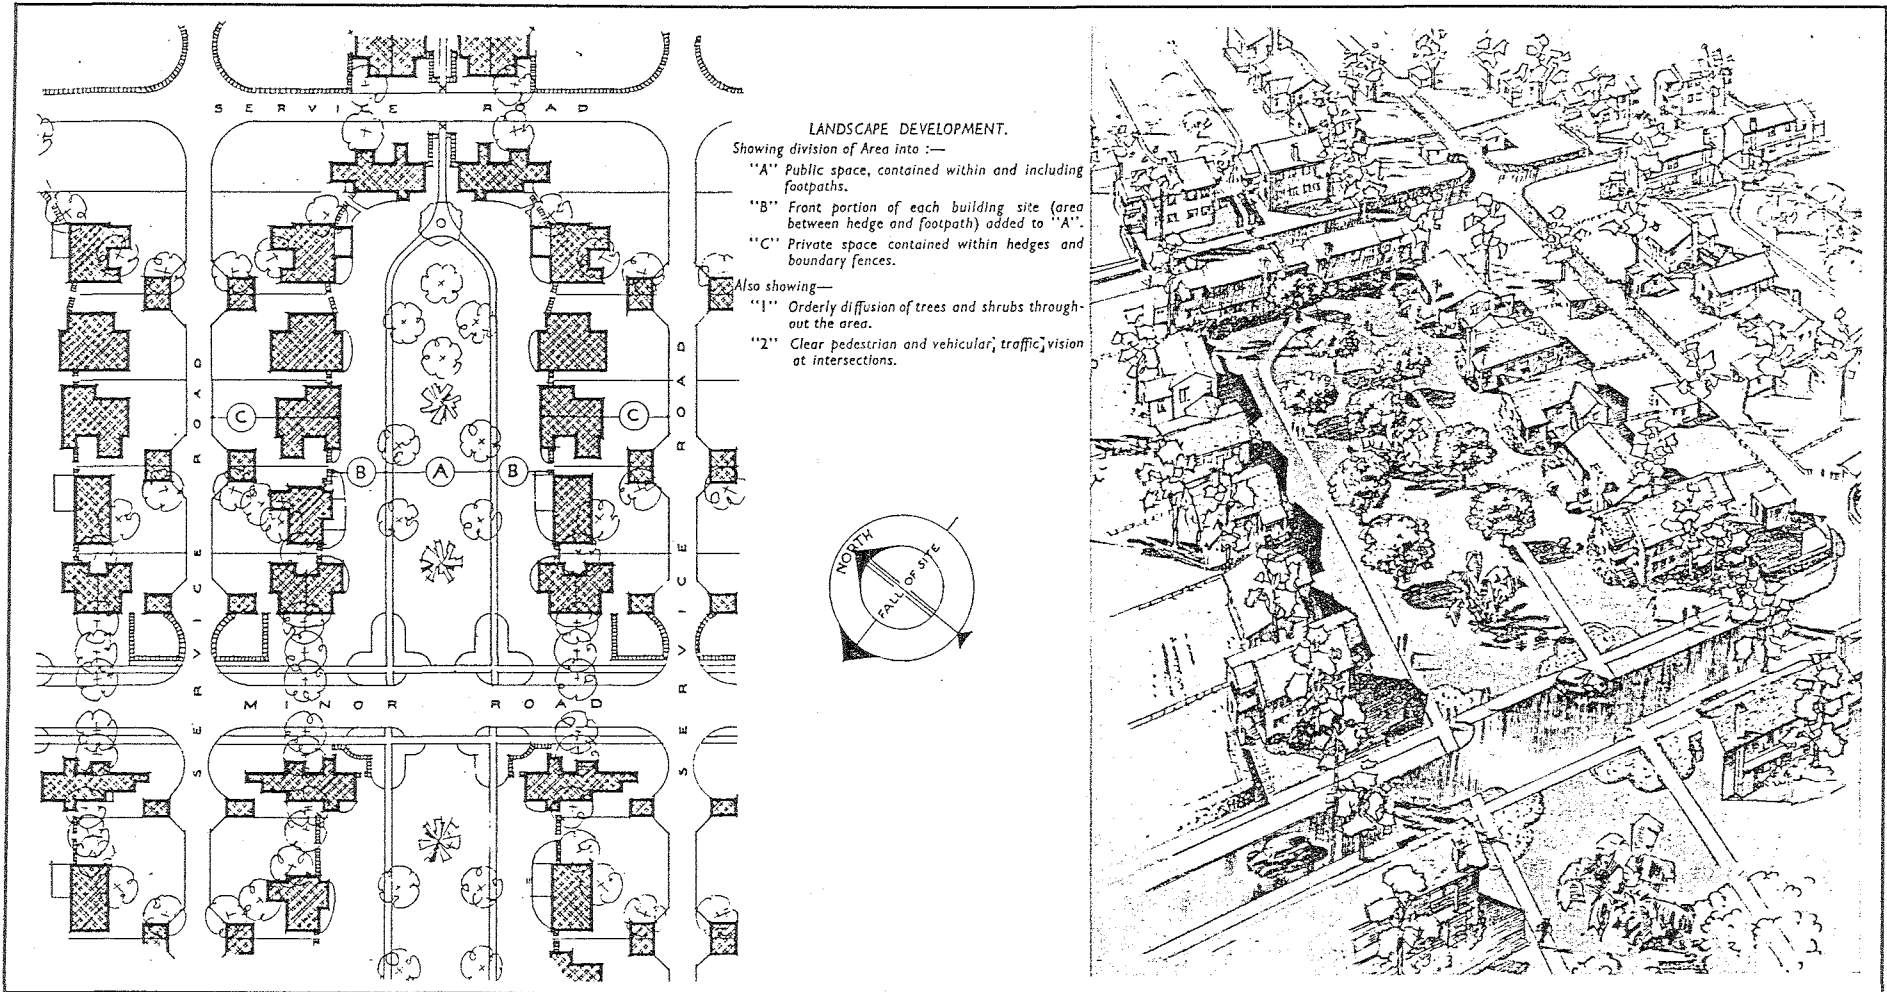 SERVICE ROAD
LANDSCAPE DEVELOPMENT.
Showing division of Area into :—
"A" Public space, contained within and including
footpaths.
"B" Front portion of each building site (area
between hedge and footpath) added to "A".
"C" Private space contained within hedges and
boundary fences.
Also showing—
"1" Orderly diffusion of trees and shrubs through-
out the area.
"2" Clear pedestrian and vehicular, traffic, vision
at intersections.
SERVICE ROAD
SERVICE ROAD
C
C
B
A
B
NORTH
FALL OF SITE
MINOR ROAD